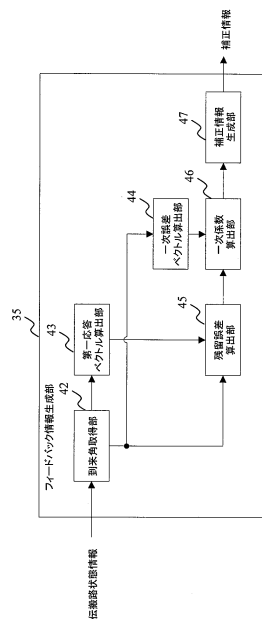 35
フィードバック情報生成部
伝搬路状態情報
42
到来角取得部
43
第一応答
ベクトル算出部
44
一次誤差
ベクトル算出部
45
残留誤差
算出部
46
一次係数
算出部
47
補正情報
生成部
補正情報